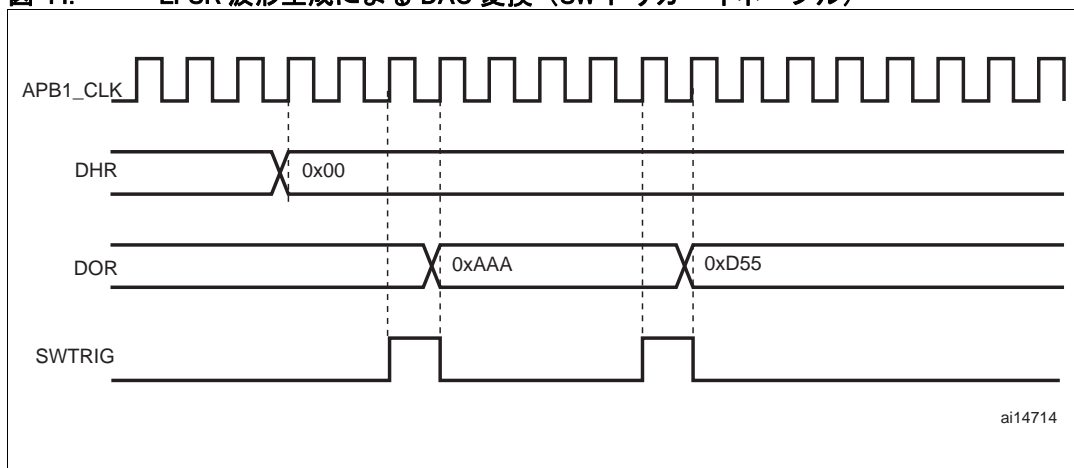 APB1_CLK
DHR
0x00
DOR
0xAAA
0xD55
SWTRIG
ai14714